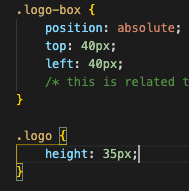 .logo-box {
    position: absolute;
    top: 40px;
    left: 40px;
    /* this is related t
}

.logo {
    height: 35px;
}